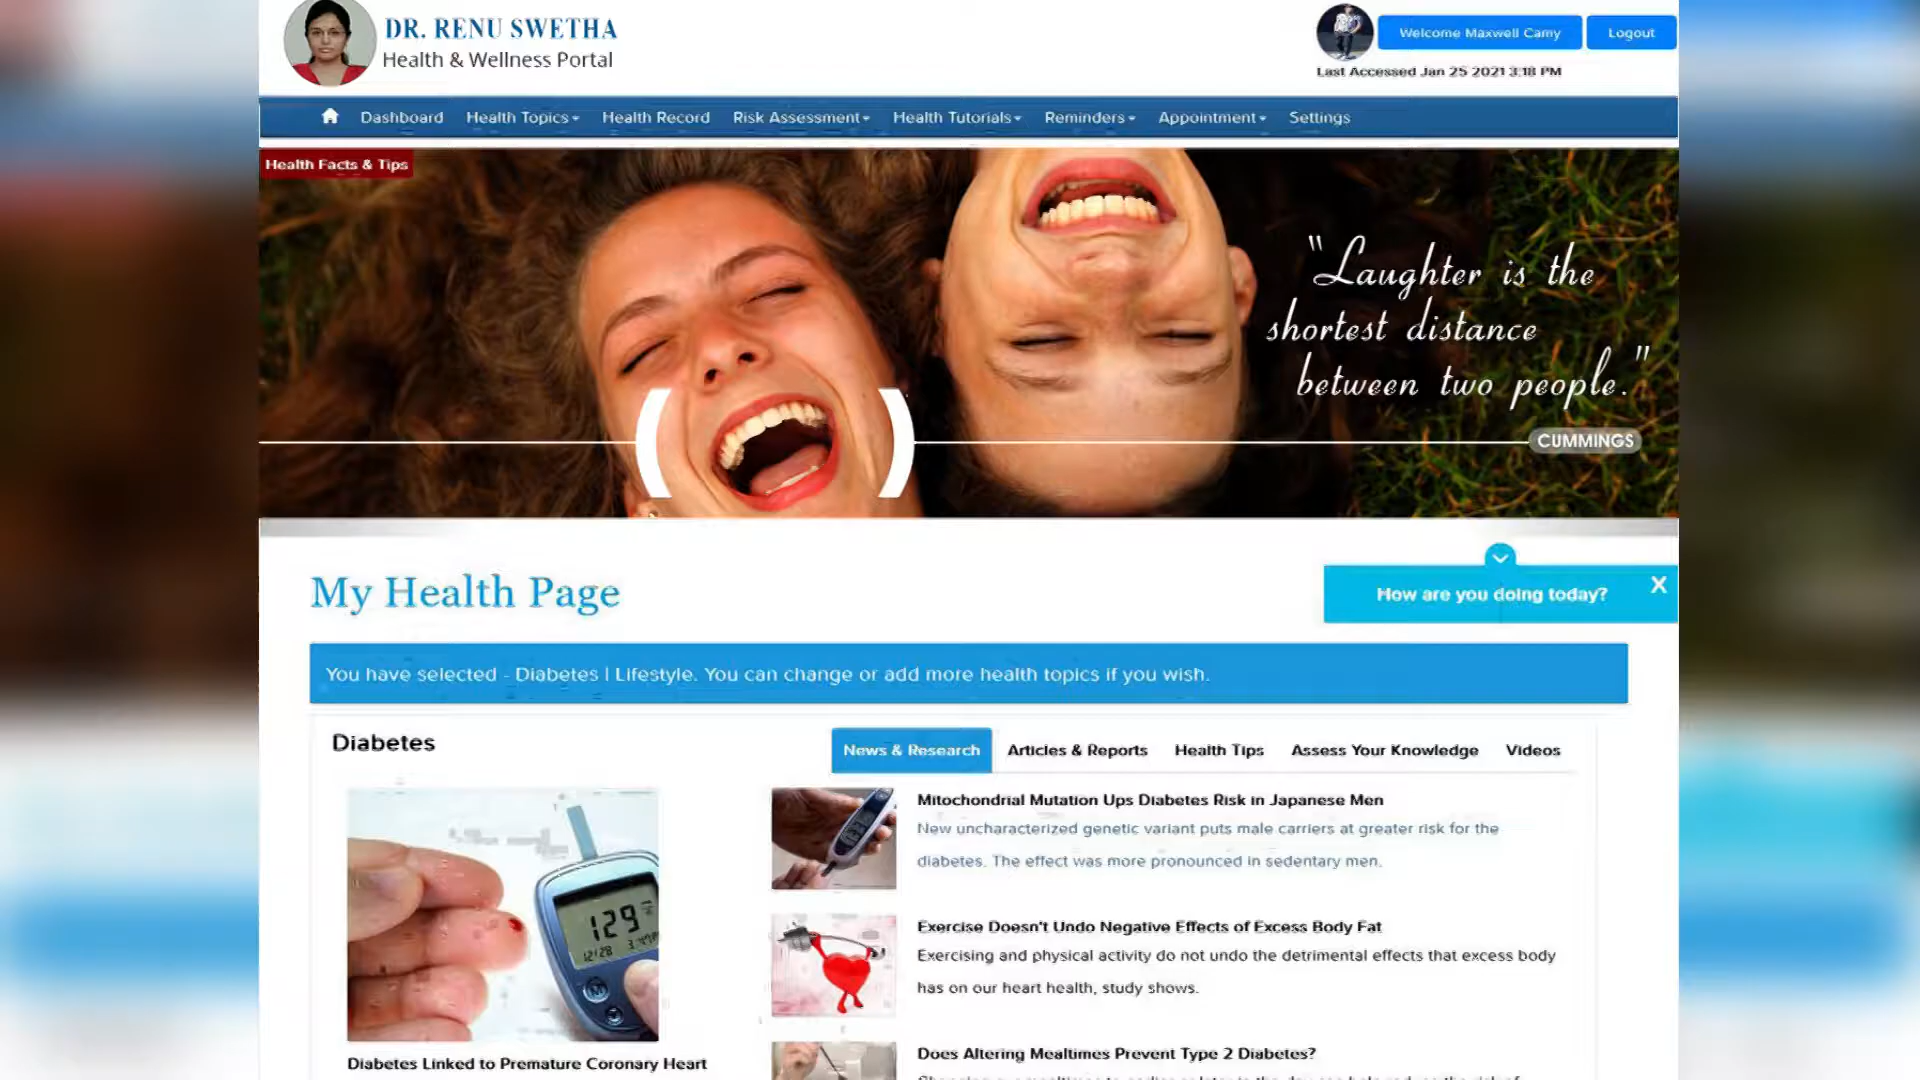 DR. RENU SWETHA
Health & Wellness Portal
Welcome Maxwell Camy
Logout
Last Accessed Jan 25 2021 3:18 PM
Dashboard
Health Topics
Health Record
Risk Assessment
Health Tutorials
Reminders
Appointment
Settings
Health Facts & Tips
"Laughter is the
shortest distance
between two people."
CUMMINGS
My Health Page
How are you doing today?
X
You have selected - Diabetes | Lifestyle. You can change or add more health topics if you wish.
Diabetes
News & Research
Articles & Reports
Health Tips
Assess Your Knowledge
Videos
129
12/28
M
Mitochondrial Mutation Ups Diabetes Risk in Japanese Men
New uncharacterized genetic variant puts male carriers at greater risk for the
diabetes. The effect was more pronounced in sedentary men.
Exercise Doesn't Undo Negative Effects of Excess Body Fat
Exercising and physical activity do not undo the detrimental effects that excess body
has on our heart health, study shows.
Diabetes Linked to Premature Coronary Heart
Does Altering Mealtimes Prevent Type 2 Diabetes?